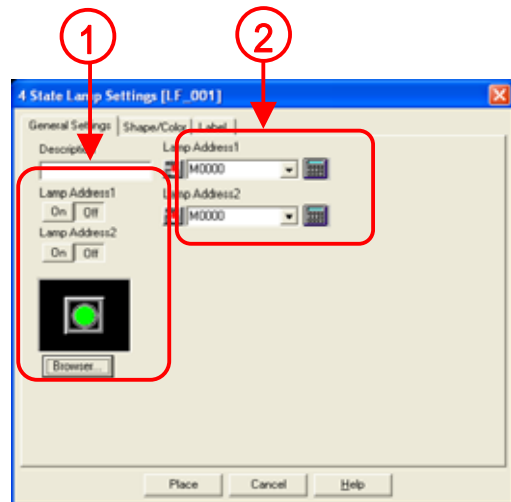 1
2
4 State Lamp Settings [LF_001]
General Settings Shape/Color Label
Description
Lamp Address1
M0000
Lamp Address1
On Off
Lamp Address2
M0000
Lamp Address2
On Off
Browser...
Place Cancel Help